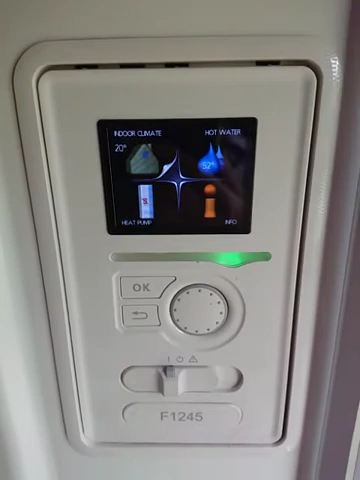 INDOOR CLIMATE HOT WATER
20° 52°
HEAT PUMP INFO
OK
F1245